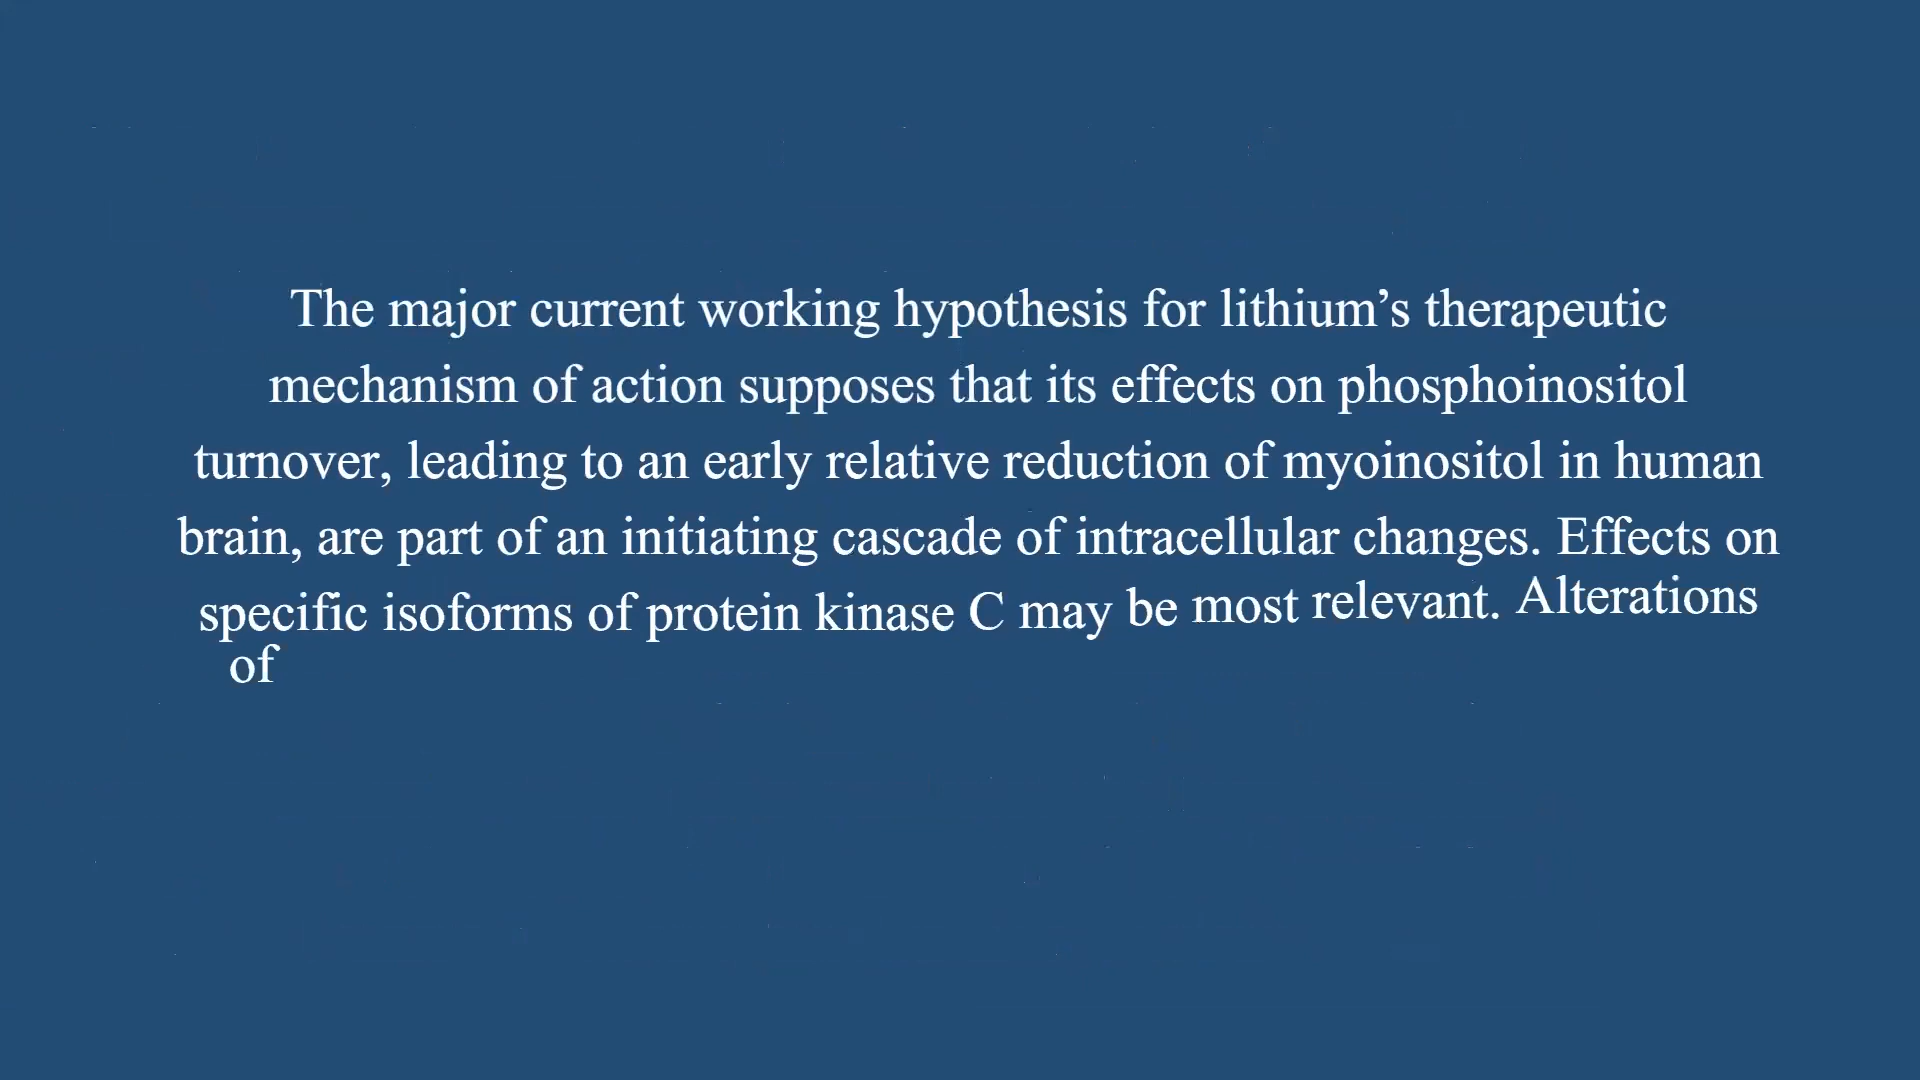 The major current working hypothesis for lithium’s therapeutic
mechanism of action supposes that its effects on phosphoinositol
turnover, leading to an early relative reduction of myoinositol in human
brain, are part of an initiating cascade of intracellular changes. Effects on
specific isoforms of protein kinase C may be most relevant. Alterations
of